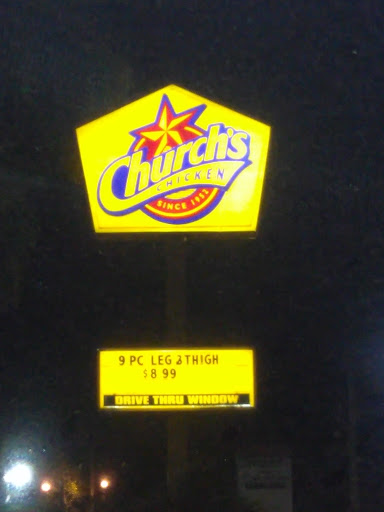 Church's
CHICKEN
SINCE 1952
9 PC LEG &THIGH
$8 99
DRIVE THRU WINDOW